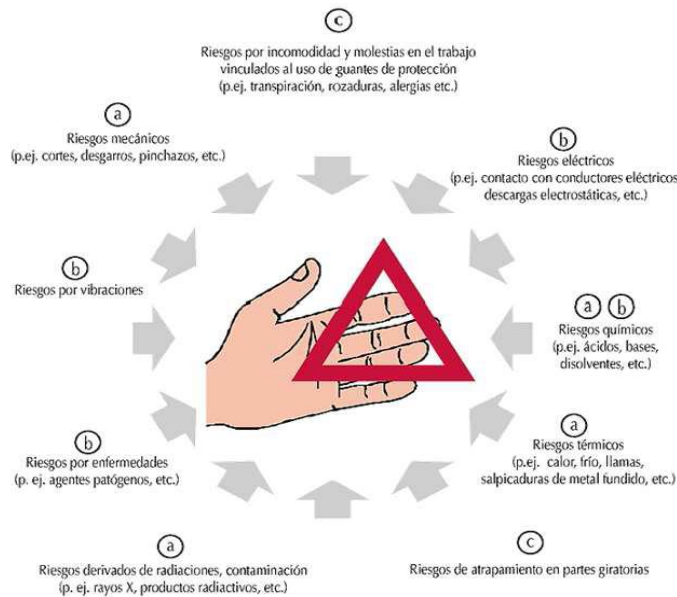 c
Riesgos por incomodidad y molestias en el trabajo
vinculados al uso de guantes de protección
(p.ej. transpiración, rozaduras, alergias etc.)
a
Riesgos mecánicos
(p.ej. cortes, desgarros, pinchazos, etc.)
b
Riesgos eléctricos
(p.ej. contacto con conductores eléctricos
descargas electrostáticas, etc.)
b
Riesgos por vibraciones
a b
Riesgos químicos
(p.ej. ácidos, bases,
disolventes, etc.)
b
Riesgos por enfermedades
(p. ej. agentes patógenos, etc.)
a
Riesgos térmicos
(p.ej. calor, frío, llamas,
salpicaduras de metal fundido, etc.)
a
Riesgos derivados de radiaciones, contaminación
(p. ej. rayos X, productos radiactivos, etc.)
c
Riesgos de atrapamiento en partes giratorias